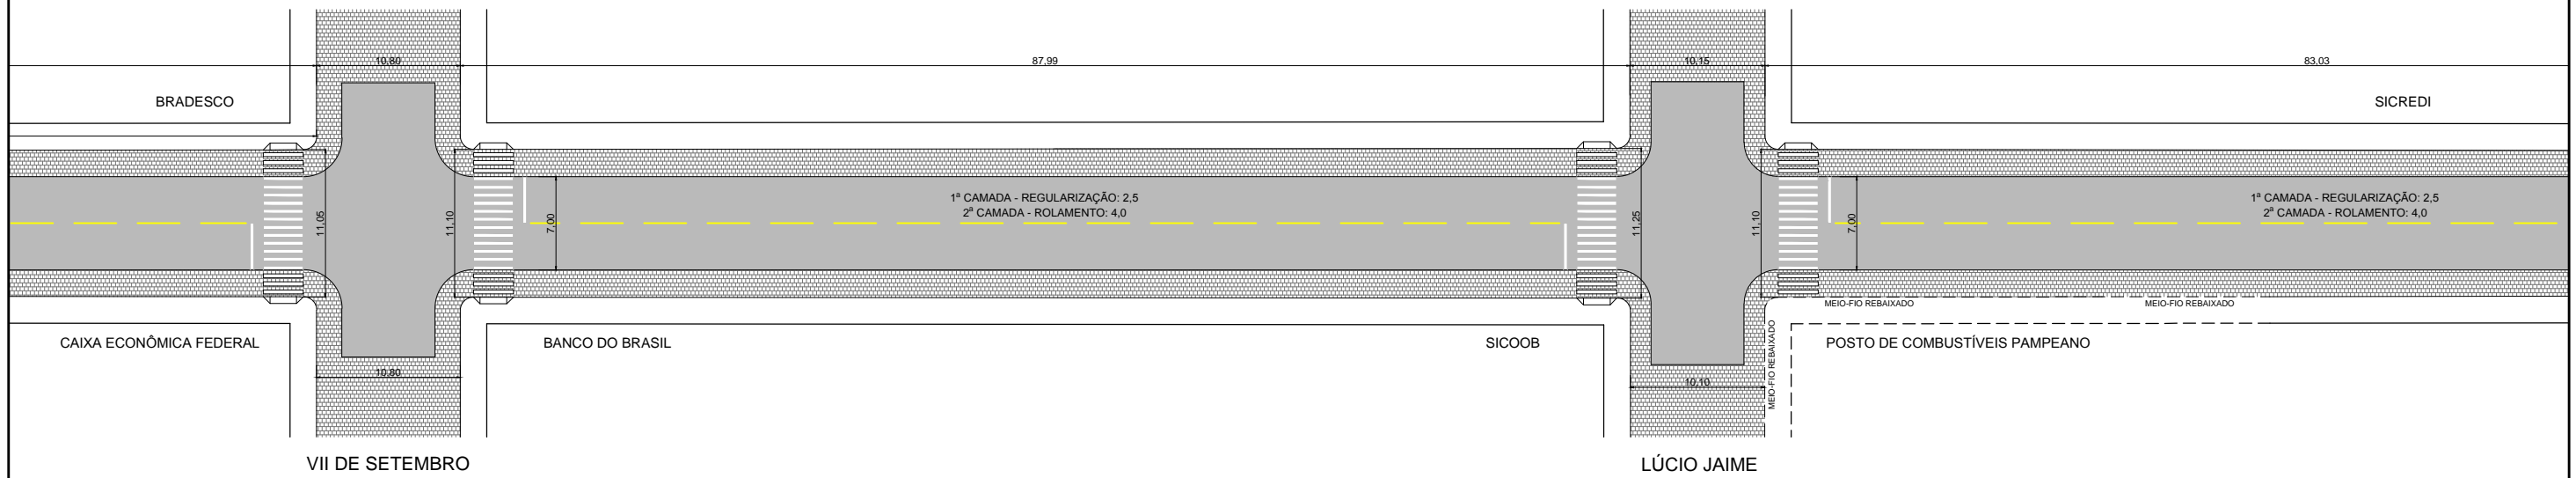 10,80
87,99
10,15
83,03
BRADESCO
SICREDI
1ª CAMADA - REGULARIZAÇÃO: 2,5
2ª CAMADA - ROLAMENTO: 4,0
1ª CAMADA - REGULARIZAÇÃO: 2,5
2ª CAMADA - ROLAMENTO: 4,0
11,05
11,10
7,00
11,25
11,10
7,00
MEIO-FIO REBAIXADO
MEIO-FIO REBAIXADO
MEIO-FIO REBAIXADO
CAIXA ECONÔMICA FEDERAL
BANCO DO BRASIL
SICOOB
POSTO DE COMBUSTÍVEIS PAMPEANO
10,80
10,10
VII DE SETEMBRO
LÚCIO JAIME